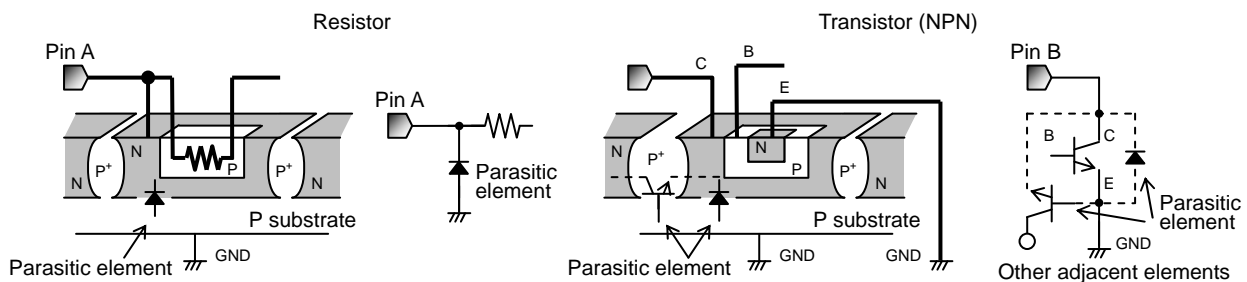 Resistor
Transistor (NPN)
Pin A
Pin A
Parasitic
element
N
N
P+
P
P+
N
P substrate
GND
Parasitic element
C
B
E
N
P+
N
P
P+
N
P substrate
GND
GND
Parasitic element
Pin B
B
C
E
Parasitic
element
GND
Other adjacent elements